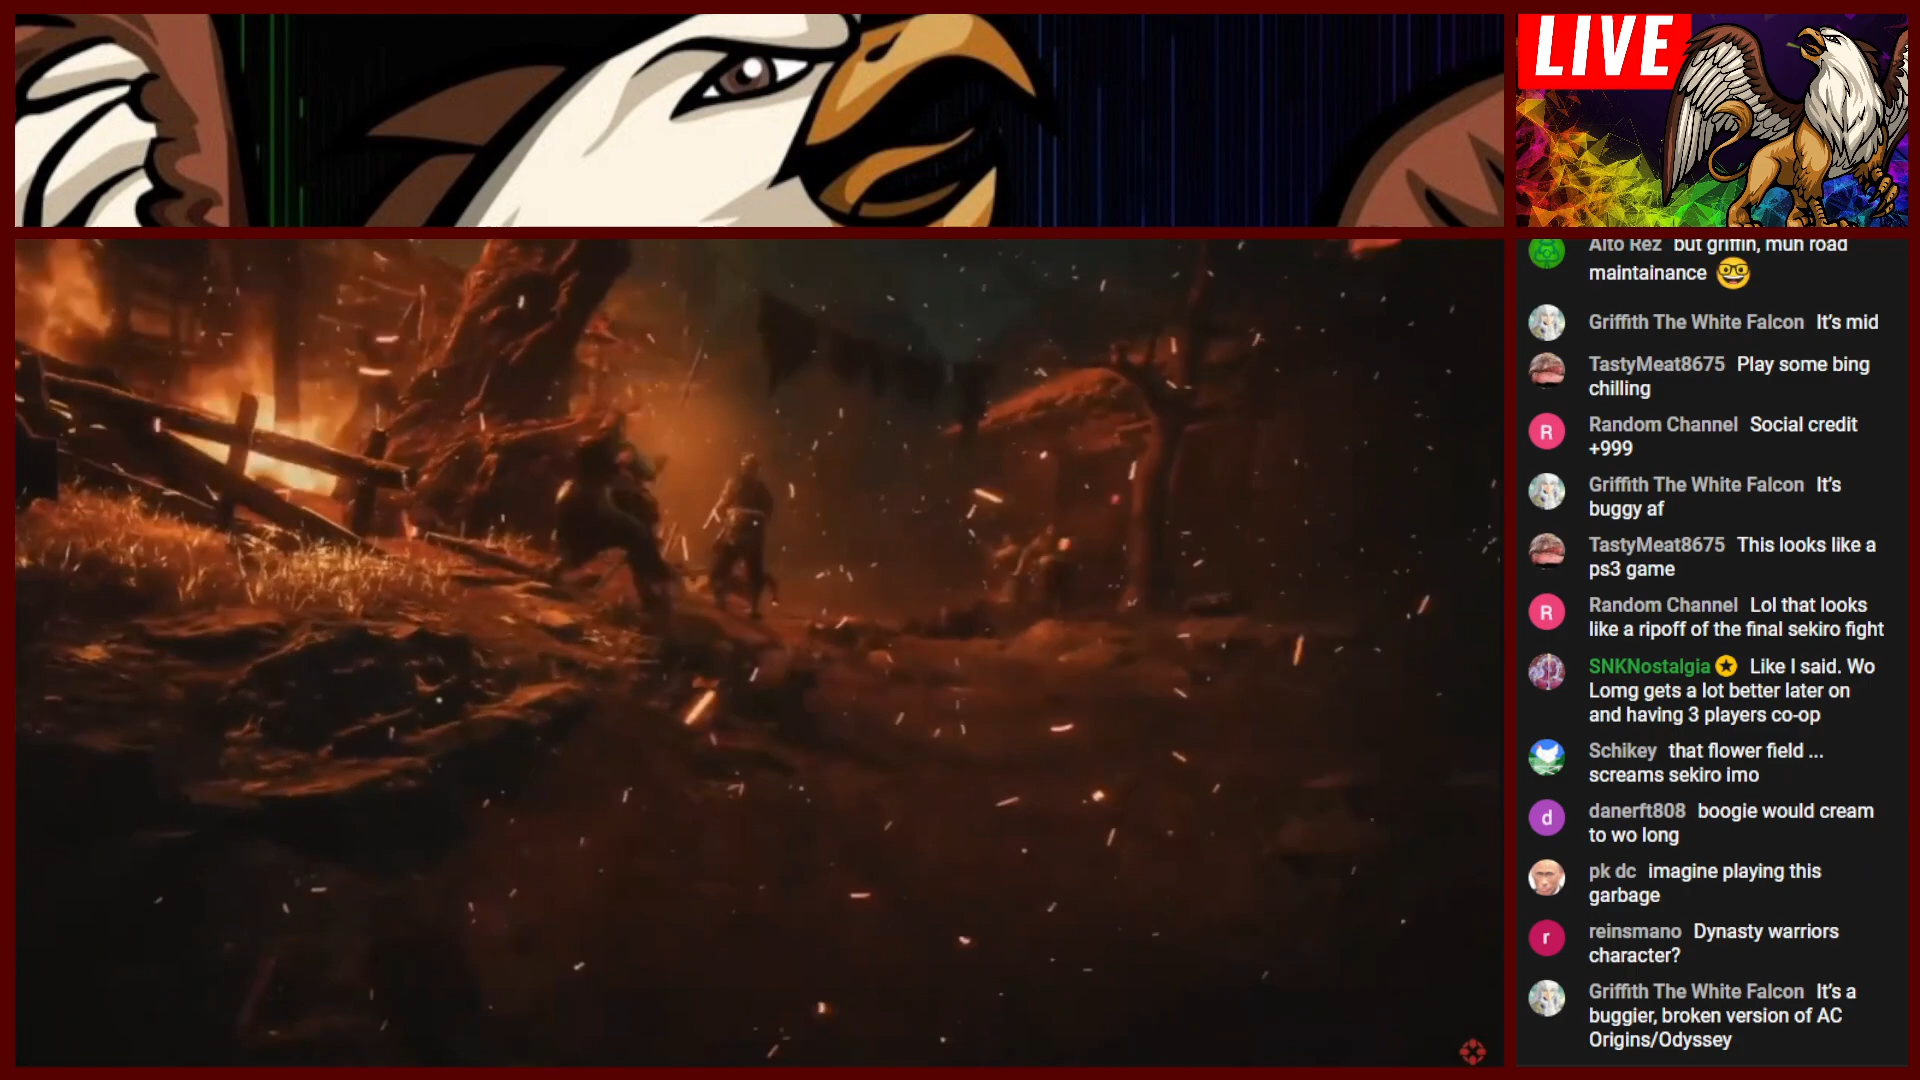 LIVE
Alto Rez but griffin, muh road
maintainance
Griffith The White Falcon It's mid
TastyMeat8675 Play some bing
chilling
R Random Channel Social credit
+999
Griffith The White Falcon It's
buggy af
TastyMeat8675 This looks like a
ps3 game
R Random Channel Lol that looks
like a ripoff of the final sekiro fight
SNKNostalgia Like I said. Wo
Lomg gets a lot better later on
and having 3 players co-op
Schikey that flower field ...
screams sekiro imo
d danerft808 boogie would cream
to wo long
pk dc imagine playing this
garbage
r reinsmano Dynasty warriors
character?
Griffith The White Falcon It's a
buggier, broken version of AC
Origins/Odyssey